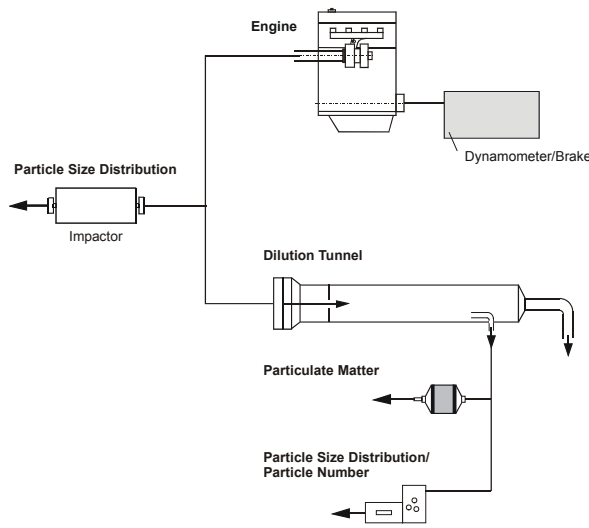 Engine
Dynamometer/Brake
Particle Size Distribution
Impactor
Dilution Tunnel
Particulate Matter
Particle Size Distribution/
Particle Number